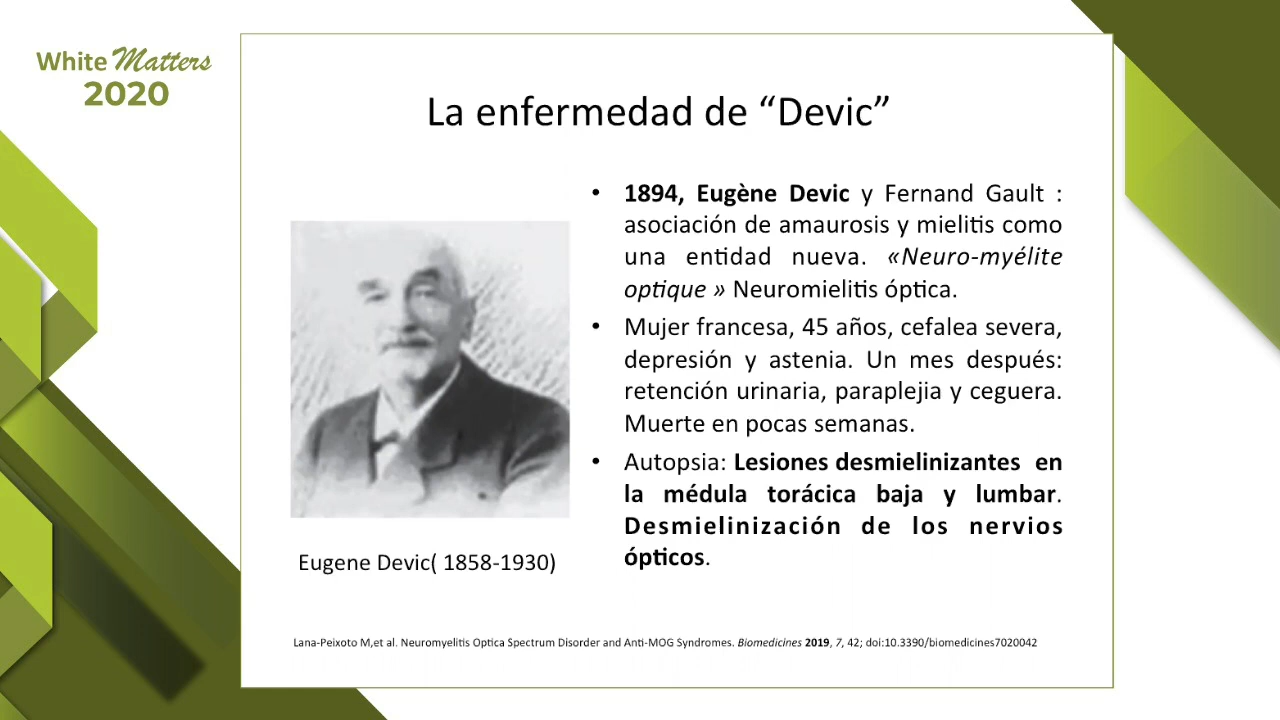 White Matters
2020
La enfermedad de “Devic”
• 1894, Eugène Devic y Fernand Gault :
asociación de amaurosis y mielitis como
una entidad nueva. «Neuro-myélite
optique » Neuromielitis óptica.
• Mujer francesa, 45 años, cefalea severa,
depresión y astenia. Un mes después:
retención urinaria, paraplejia y ceguera.
Muerte en pocas semanas.
• Autopsia: Lesiones desmielinizantes en
la médula torácica baja y lumbar.
Desmielinización de los nervios
ópticos.
Eugene Devic( 1858-1930)
Lana-Peixoto M,et al. Neuromyelitis Optica Spectrum Disorder and Anti-MOG Syndromes. Biomedicines 2019, 7, 42; doi:10.3390/biomedicines7020042